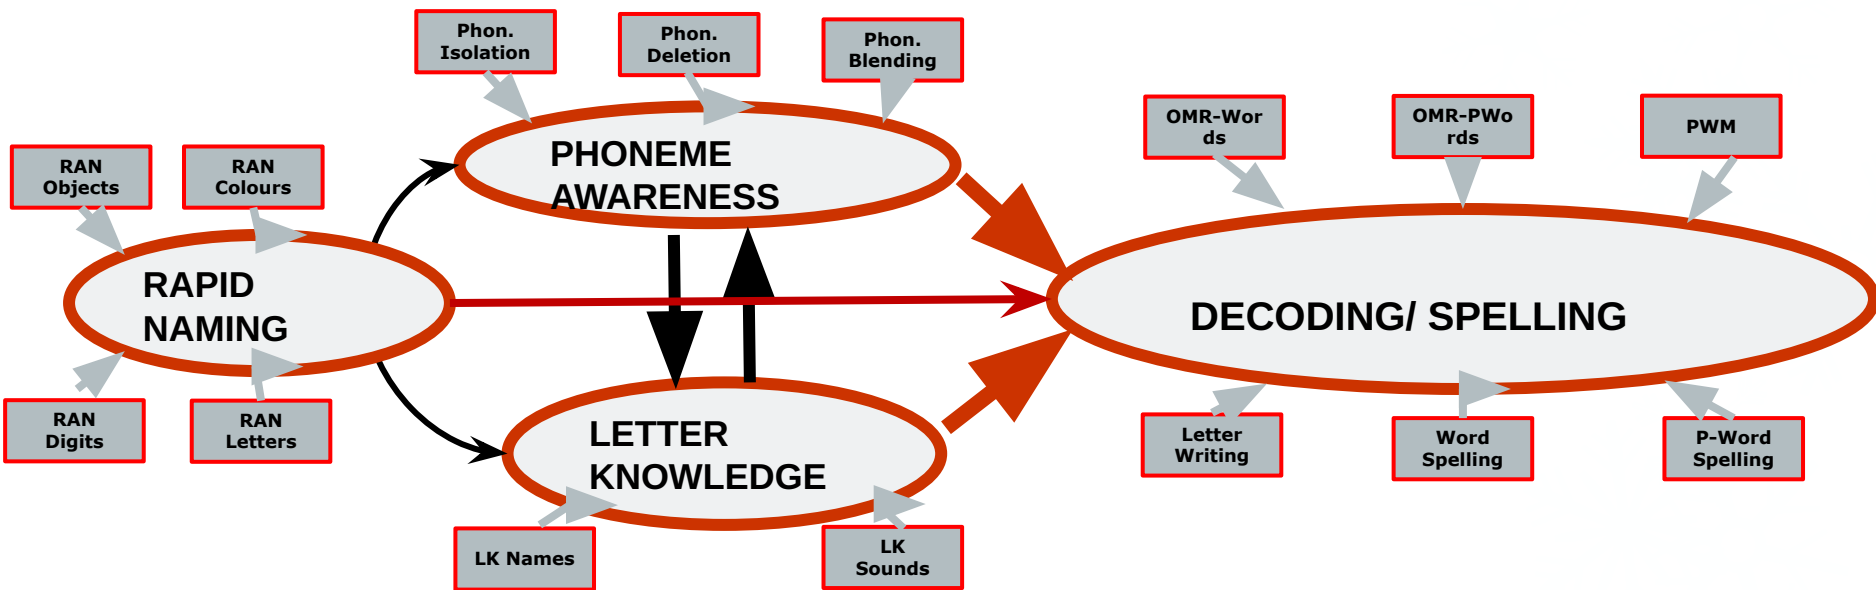 Phon.
Isolation
Phon.
Deletion
Phon.
Blending
OMR-Wor
ds
OMR-PWo
rds
PWM
RAN
Objects
RAN
Colours
PHONEME
AWARENESS
RAPID
NAMING
DECODING/ SPELLING
RAN
Digits
RAN
Letters
LETTER
KNOWLEDGE
Letter
Writing
Word
Spelling
P-Word
Spelling
LK Names
LK
Sounds